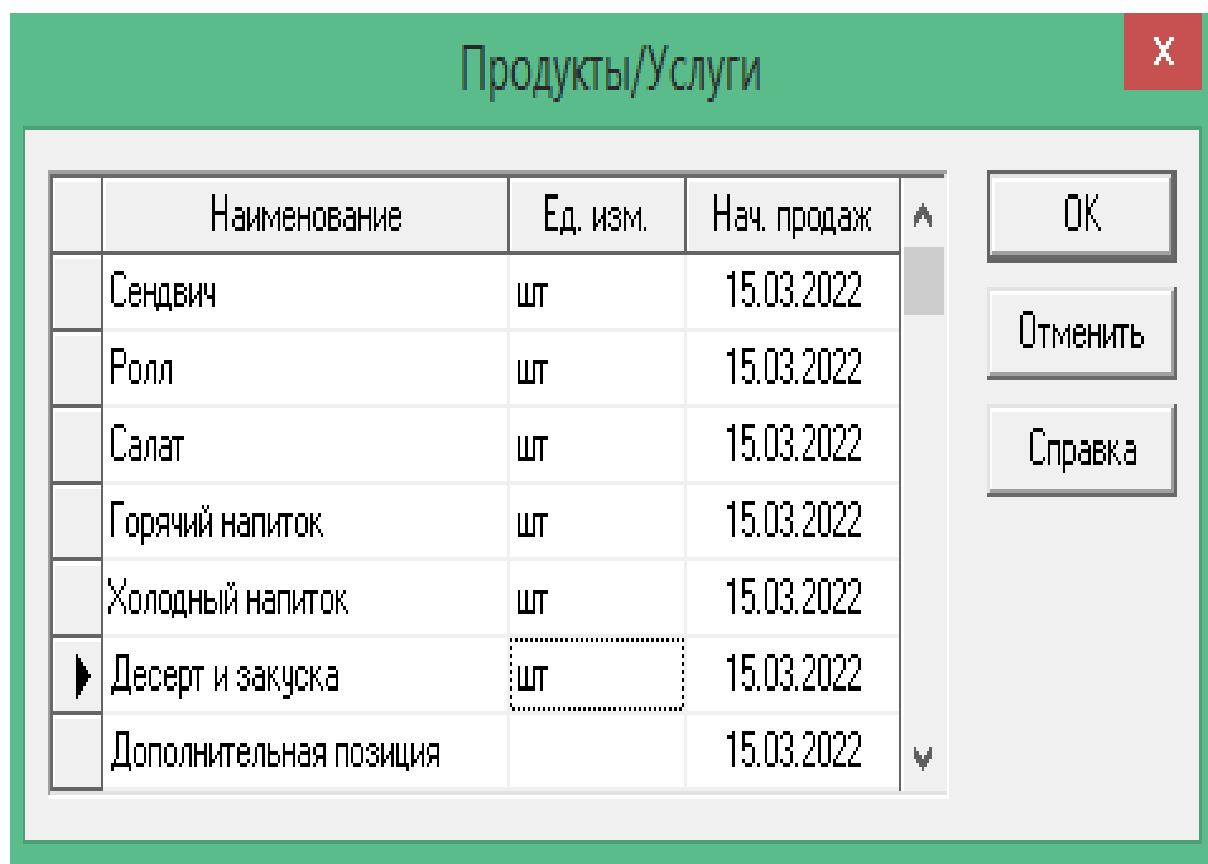 Продукты/Услуги
X
Наименование Ед. изм. Нач. продаж
Сендвич шт 15.03.2022
Ролл шт 15.03.2022
Салат шт 15.03.2022
Горячий напиток шт 15.03.2022
Холодный напиток шт 15.03.2022
Десерт и закуска шт 15.03.2022
Дополнительная позиция 15.03.2022
OK
Отменить
Справка